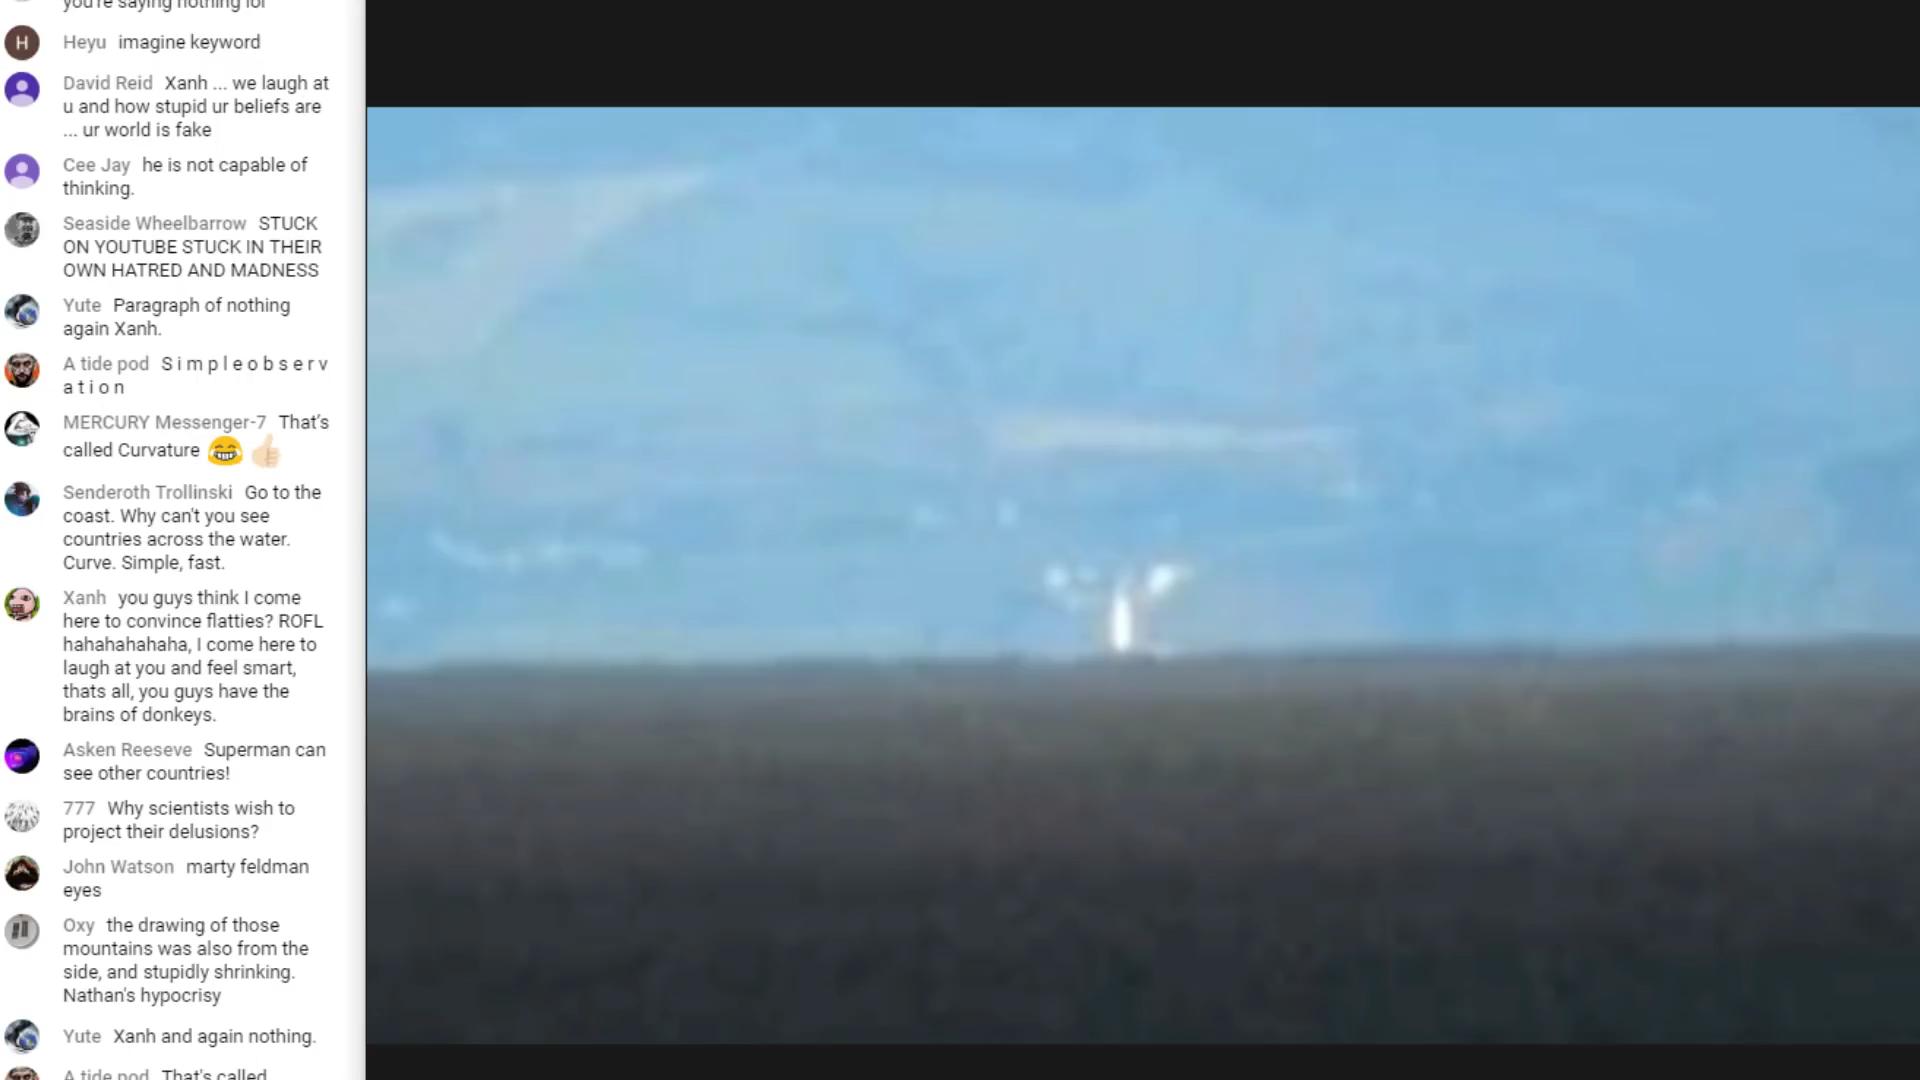 you're saying nothing lol
H
Heyu imagine keyword
David Reid Xanh ... we laugh at
u and how stupid ur beliefs are
... ur world is fake
Cee Jay he is not capable of
thinking.
Seaside Wheelbarrow STUCK
ON YOUTUBE STUCK IN THEIR
OWN HATRED AND MADNESS
Yute Paragraph of nothing
again Xanh.
A tide pod S i m p l e o b s e r v
a t i o n
MERCURY Messenger-7 That's
called Curvature 😂 👍🏻
Senderoth Trollinski Go to the
coast. Why can't you see
countries across the water.
Curve. Simple, fast.
Xanh you guys think I come
here to convince flatties? ROFL
hahahahahaha, I come here to
laugh at you and feel smart,
thats all, you guys have the
brains of donkeys.
Asken Reeseve Superman can
see other countries!
777 Why scientists wish to
project their delusions?
John Watson marty feldman
eyes
Oxy the drawing of those
mountains was also from the
side, and stupidly shrinking.
Nathan's hypocrisy
Yute Xanh and again nothing.
A tide pod That's called